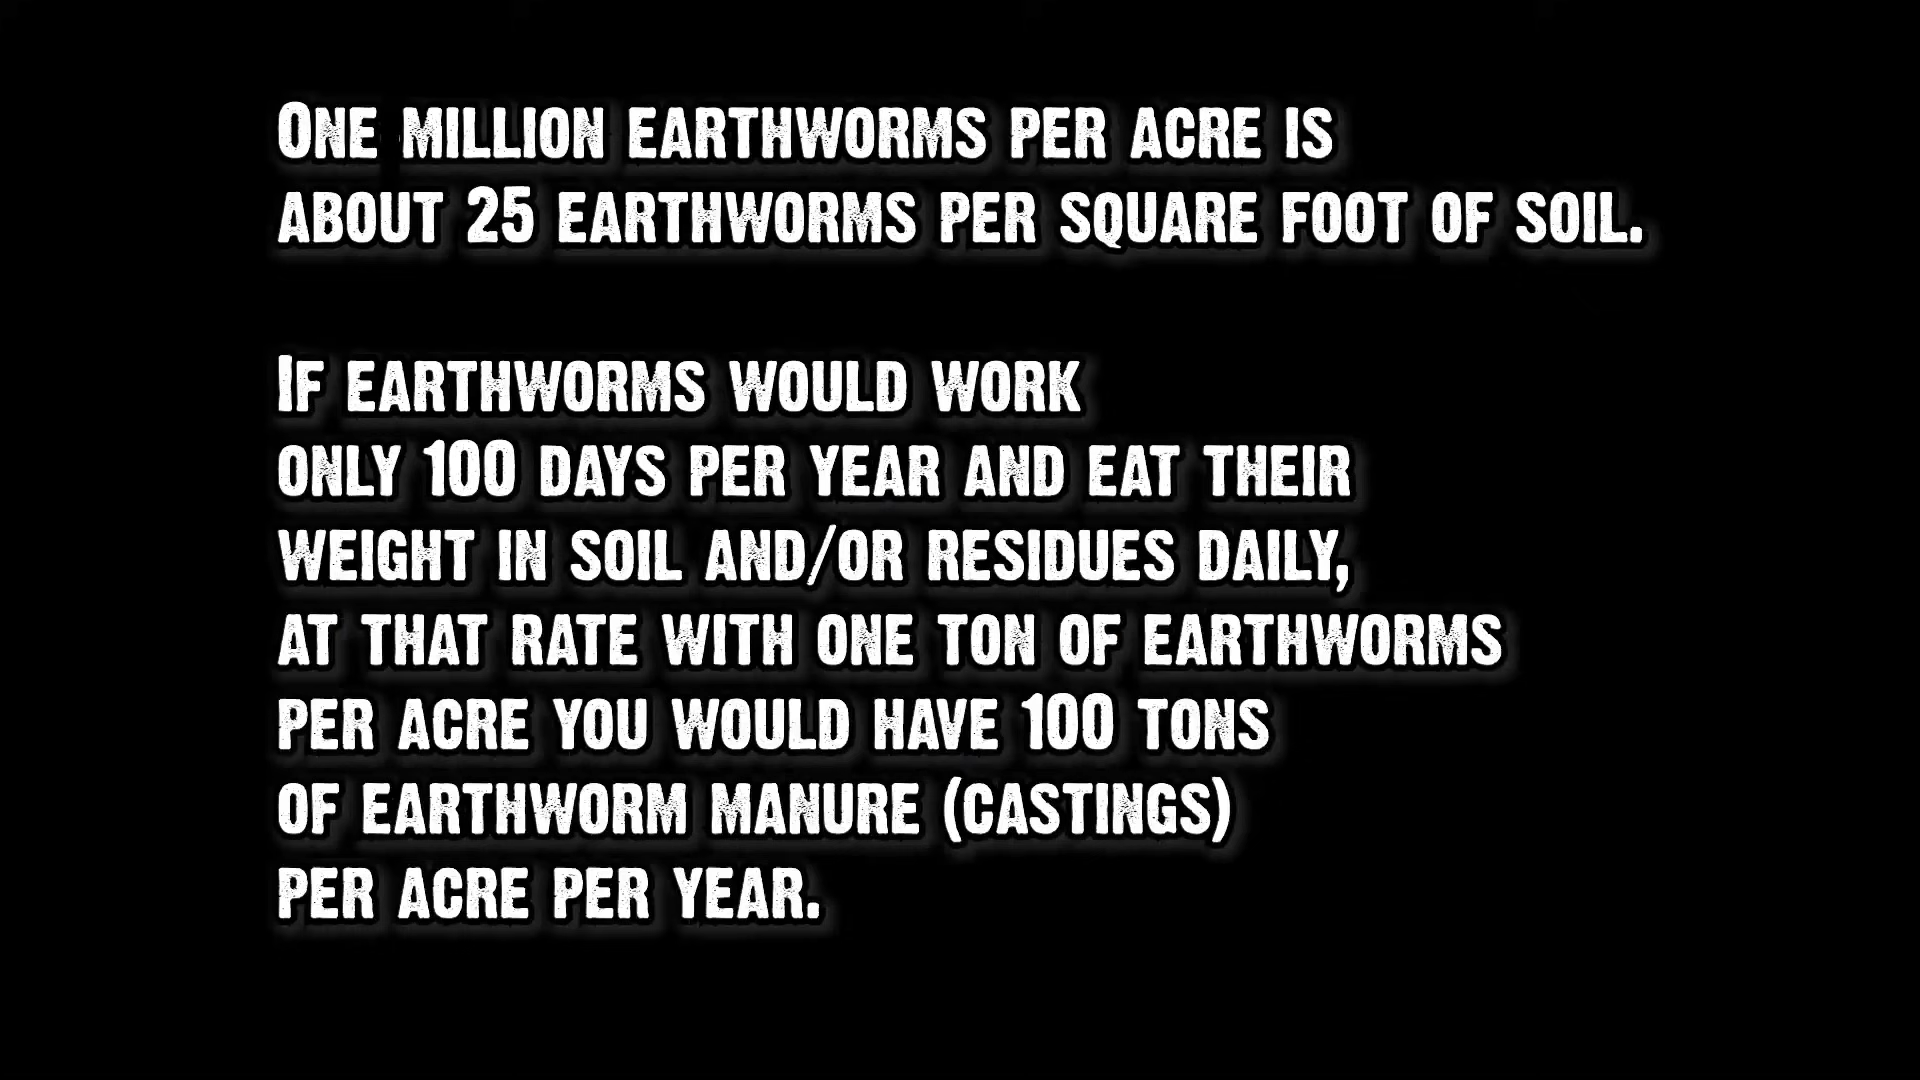 One million earthworms per acre is
about 25 earthworms per square foot of soil.
If earthworms would work
only 100 days per year and eat their
weight in soil and/or residues daily,
at that rate with one ton of earthworms
per acre you would have 100 tons
of earthworm manure (castings)
per acre per year.